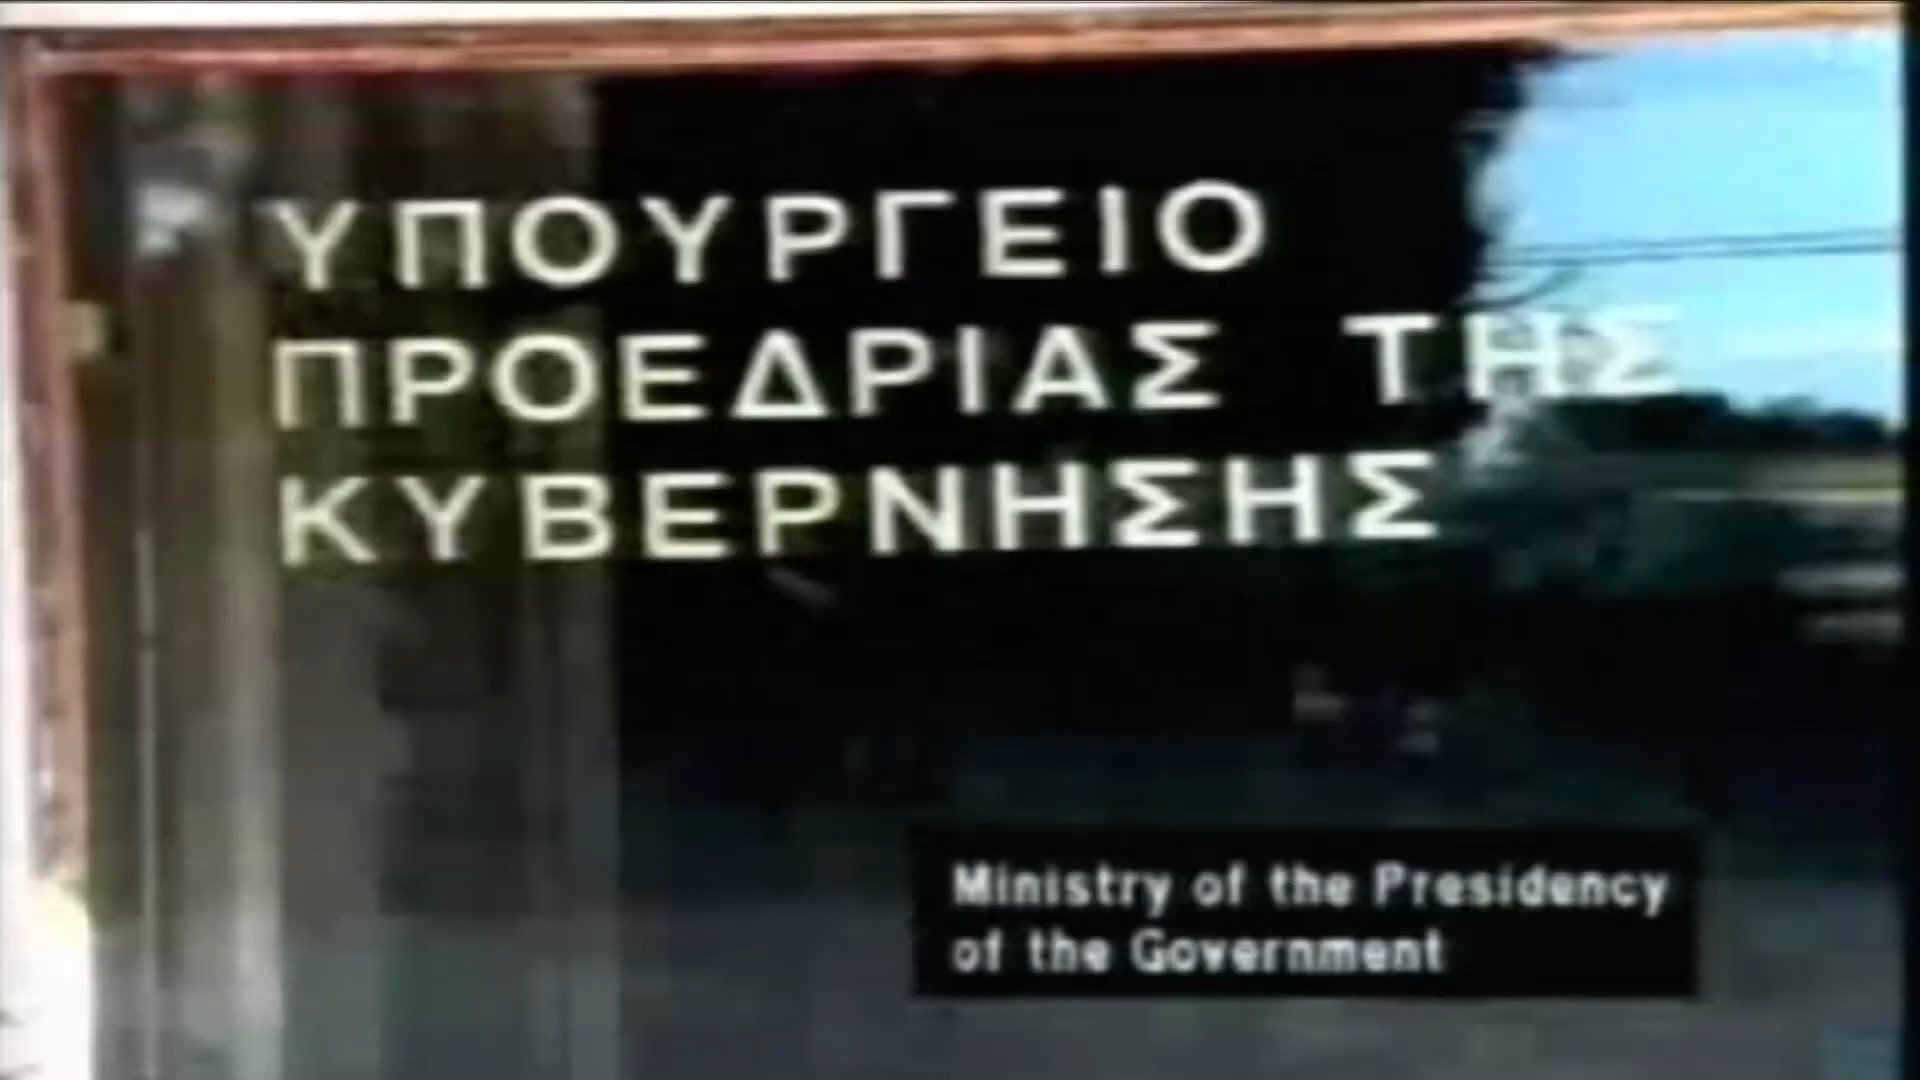 ΥΠΟΥΡΓΕΙΟ
ΠΡΟΕΔΡΙΑΣ ΤΗΣ
ΚΥΒΕΡΝΗΣΗΣ
Ministry of the Presidency
of the Government